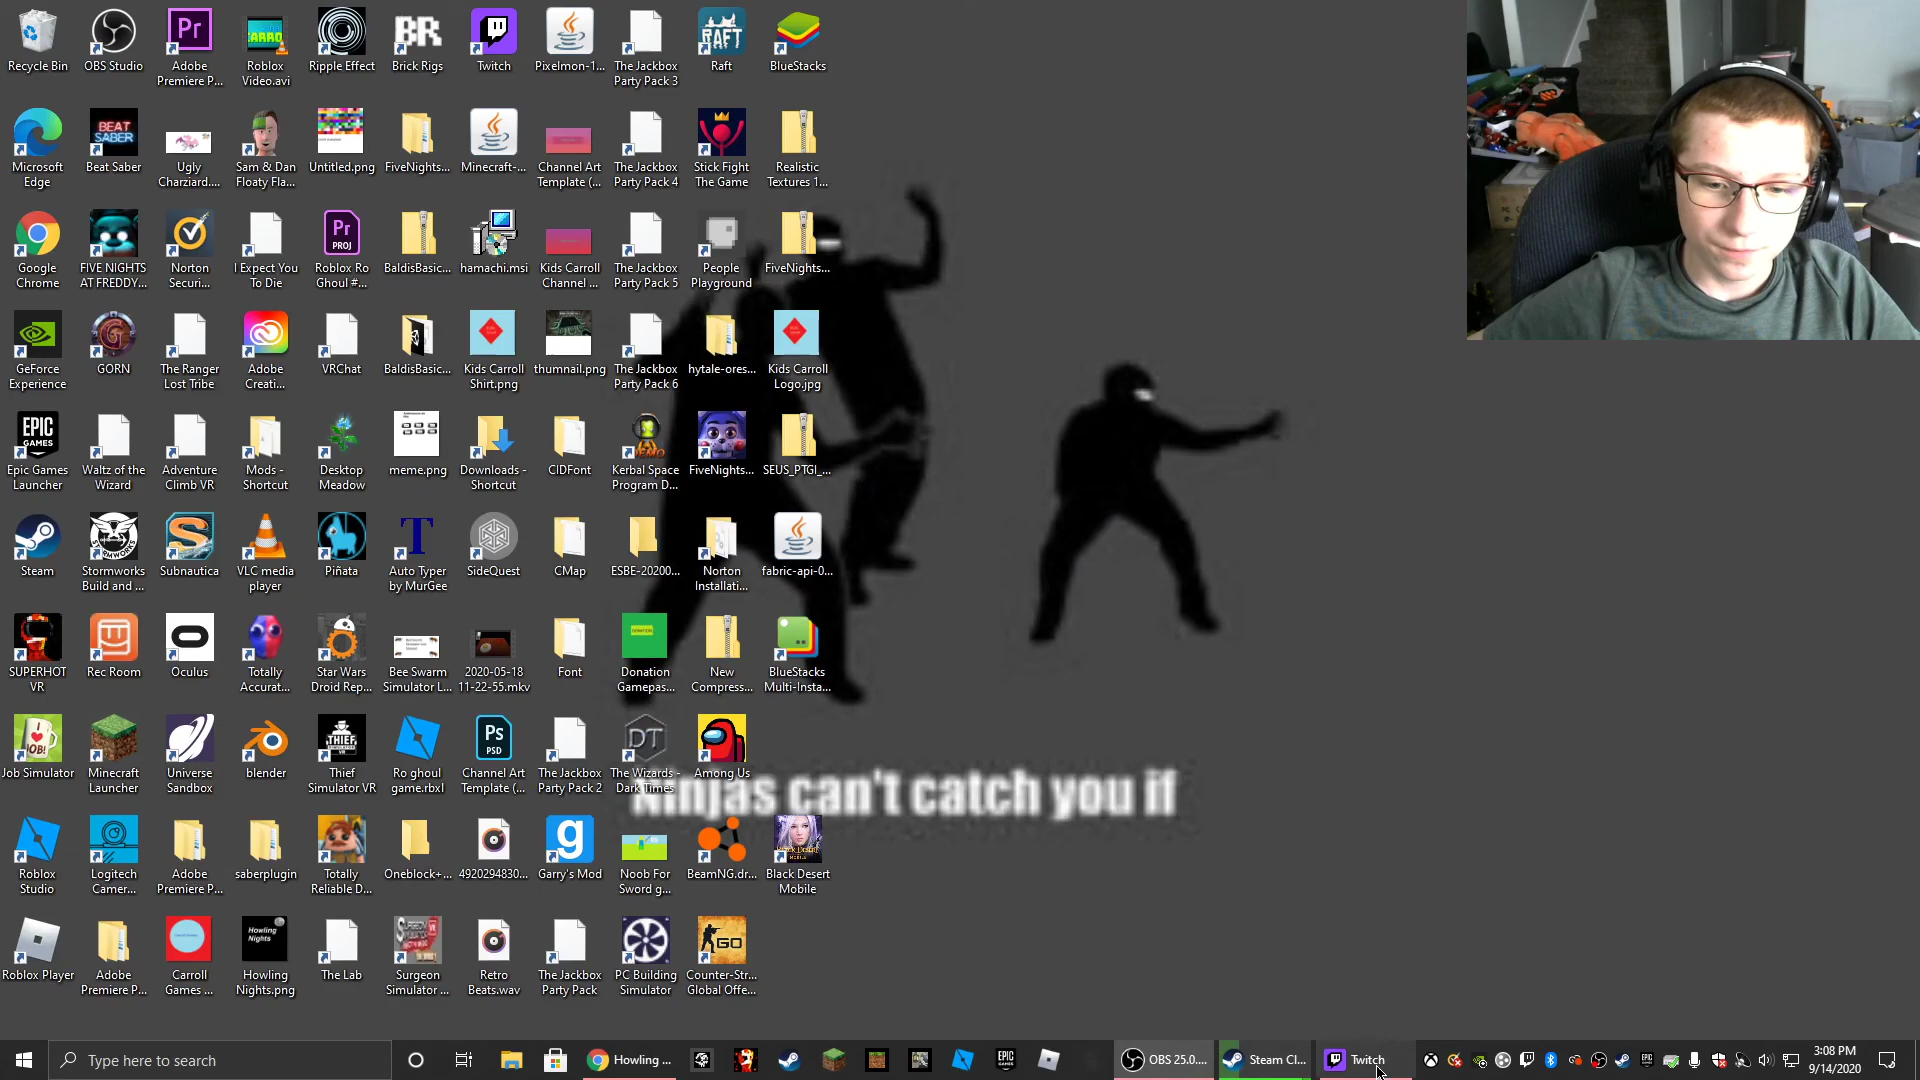 Recycle Bin
OBS Studio
Adobe
Premiere P...
Roblox
Video.avi
Ripple Effect
Brick Rigs
Twitch
Pixelmon-1...
The Jackbox
Party Pack 3
Raft
BlueStacks
Microsoft
Edge
Beat Saber
Ugly
Charziard....
Sam & Dan
Floaty Fla...
Untitled.png
FiveNights...
Minecraft-...
Channel Art
Template (...
The Jackbox
Party Pack 4
Stick Fight
The Game
Realistic
Textures 1...
Google
Chrome
FIVE NIGHTS
AT FREDDY...
Norton
Securi...
I Expect You
To Die
Roblox Ro
Ghoul #...
BaldisBasic...
hamachi.msi
Kids Carroll
Channel ...
The Jackbox
Party Pack 5
People
Playground
FiveNights...
GeForce
Experience
GORN
The Ranger
Lost Tribe
Adobe
Creati...
VRChat
BaldisBasic...
Kids Carroll
Shirt.png
thumnail.png
The Jackbox
Party Pack 6
hytale-ores...
Kids Carroll
Logo.jpg
Epic Games
Launcher
Waltz of the
Wizard
Adventure
Climb VR
Mods -
Shortcut
Desktop
Meadow
meme.png
Downloads -
Shortcut
CIDFont
Kerbal Space
Program D...
FiveNights...
SEUS_PTGI_...
Steam
Stormworks
Build and ...
Subnautica
VLC media
player
Piñata
Auto Typer
by MurGee
SideQuest
CMap
ESBE-20200...
Norton
Installati...
fabric-api-0...
SUPERHOT
VR
Rec Room
Oculus
Totally
Accurat...
Star Wars
Droid Rep...
Bee Swarm
Simulator L...
2020-05-18
11-22-55.mkv
Font
Donation
Gamepas...
New
Compress...
BlueStacks
Multi-Insta...
Job Simulator
Minecraft
Launcher
Universe
Sandbox
blender
Thief
Simulator VR
Ro ghoul
game.rbxl
Channel Art
Template (...
The Jackbox
Party Pack 2
The Wizards -
Dark Times
Among Us
Ninjas can't catch you if
Roblox
Studio
Logitech
Camer...
Adobe
Premiere P...
saberplugin
Totally
Reliable D...
Oneblock+...
4920294830...
Garry's Mod
Noob For
Sword g...
BeamNG.dr...
Black Desert
Mobile
Roblox Player
Adobe
Premiere P...
Carroll
Games ...
Howling
Nights.png
The Lab
Surgeon
Simulator ...
Retro
Beats.wav
The Jackbox
Party Pack
PC Building
Simulator
Counter-Str...
Global Offe...
Type here to search
Howling ...
OBS 25.0....
Steam Cl...
Twitch
3:08 PM
9/14/2020